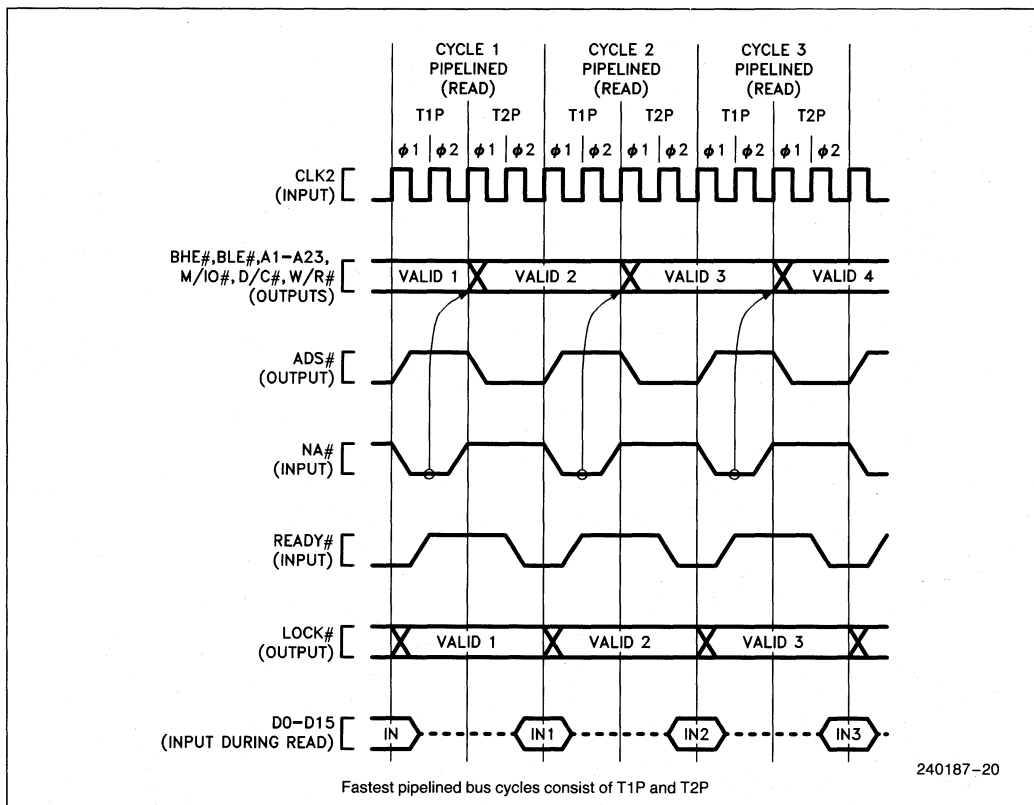 CYCLE 1 CYCLE 2 CYCLE 3
PIPELINED PIPELINED PIPELINED
(READ) (READ) (READ)
T1P T2P T1P T2P T1P T2P
ϕ1 ϕ2 ϕ1 ϕ2 ϕ1 ϕ2 ϕ1 ϕ2 ϕ1 ϕ2 ϕ1 ϕ2
CLK2
(INPUT)
BHE#,BLE#,A1-A23,
M/IO#,D/C#,W/R#
(OUTPUTS)
VALID 1 VALID 2 VALID 3 VALID 4
ADS#
(OUTPUT)
NA#
(INPUT)
READY#
(INPUT)
LOCK#
(OUTPUT)
VALID 1 VALID 2 VALID 3
D0-D15
(INPUT DURING READ)
IN IN1 IN2 IN3
240187-20
Fastest pipelined bus cycles consist of T1P and T2P